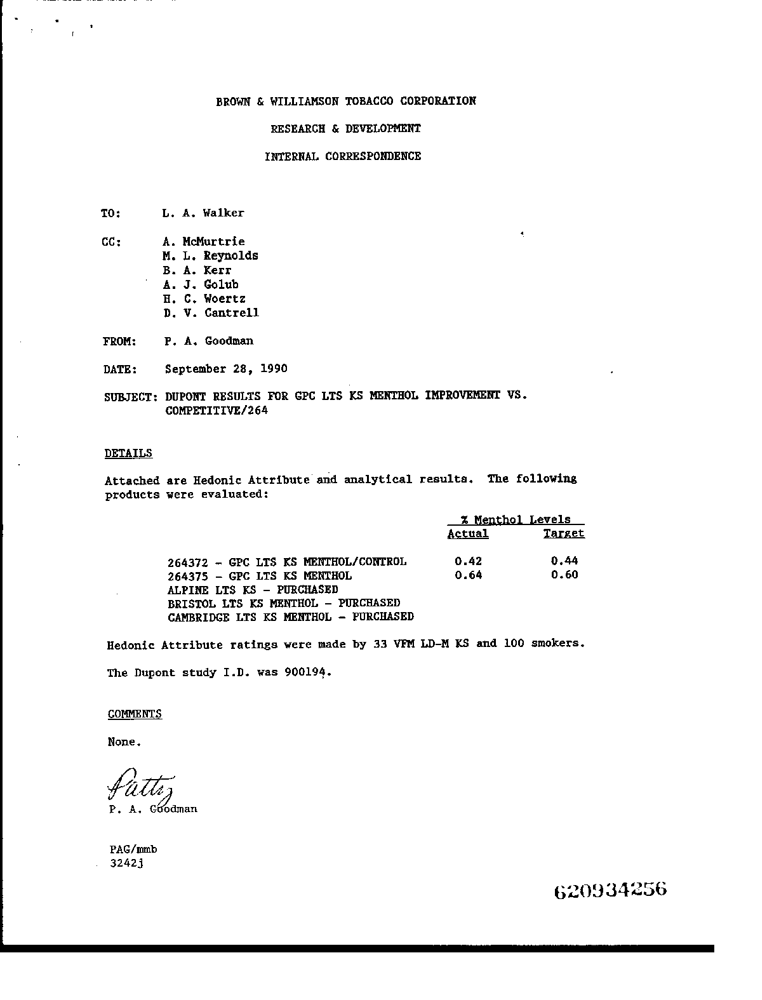 BROWN & WILLIAMSON TOBACCO CORPORATION
RESEARCH & DEVELOPMENT
INTERNAL CORRESPONDENCE
TO: L. A. Walker
CC: A. McMurtrie
M. L. Reynolds
B. A. Kerr
A. J. Golub
H. C. Woertz
D. V. Cantrell
FROM: P. A. Goodman
DATE: September 28, 1990
SUBJECT: DUPONT RESULTS FOR GPC LTS KS MENTHOL IMPROVEMENT VS.
COMPETITIVE/264
DETAILS
Attached are Hedonic Attribute and analytical results. The following
products were evaluated:
% Menthol Levels
Actual Target
264372 - GPC LTS KS MENTHOL/CONTROL 0.42 0.44
264375 - GPC LTS KS MENTHOL 0.64 0.60
ALPINE LTS KS - PURCHASED
BRISTOL LTS KS MENTHOL - PURCHASED
CAMBRIDGE LTS KS MENTHOL - PURCHASED
Hedonic Attribute ratings were made by 33 VFM LD-M KS and 100 smokers.
The Dupont study I.D. was 900194.
COMMENTS
None.
Patty
P. A. Goodman
PAG/mmb
3242j
620934256